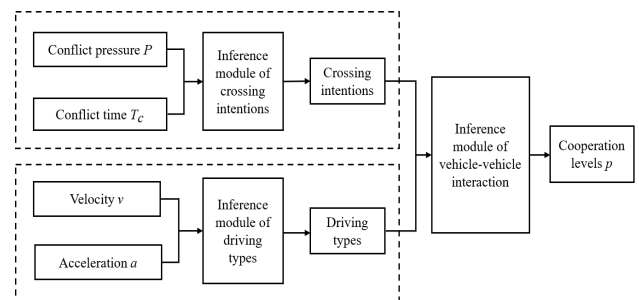 Conflict pressure P
Conflict time Tc
Inference
module of
crossing
intentions
Crossing
intentions
Velocity v
Acceleration a
Inference
module of
driving
types
Driving
types
Inference
module of
vehicle-vehicle
interaction
Cooperation
levels p